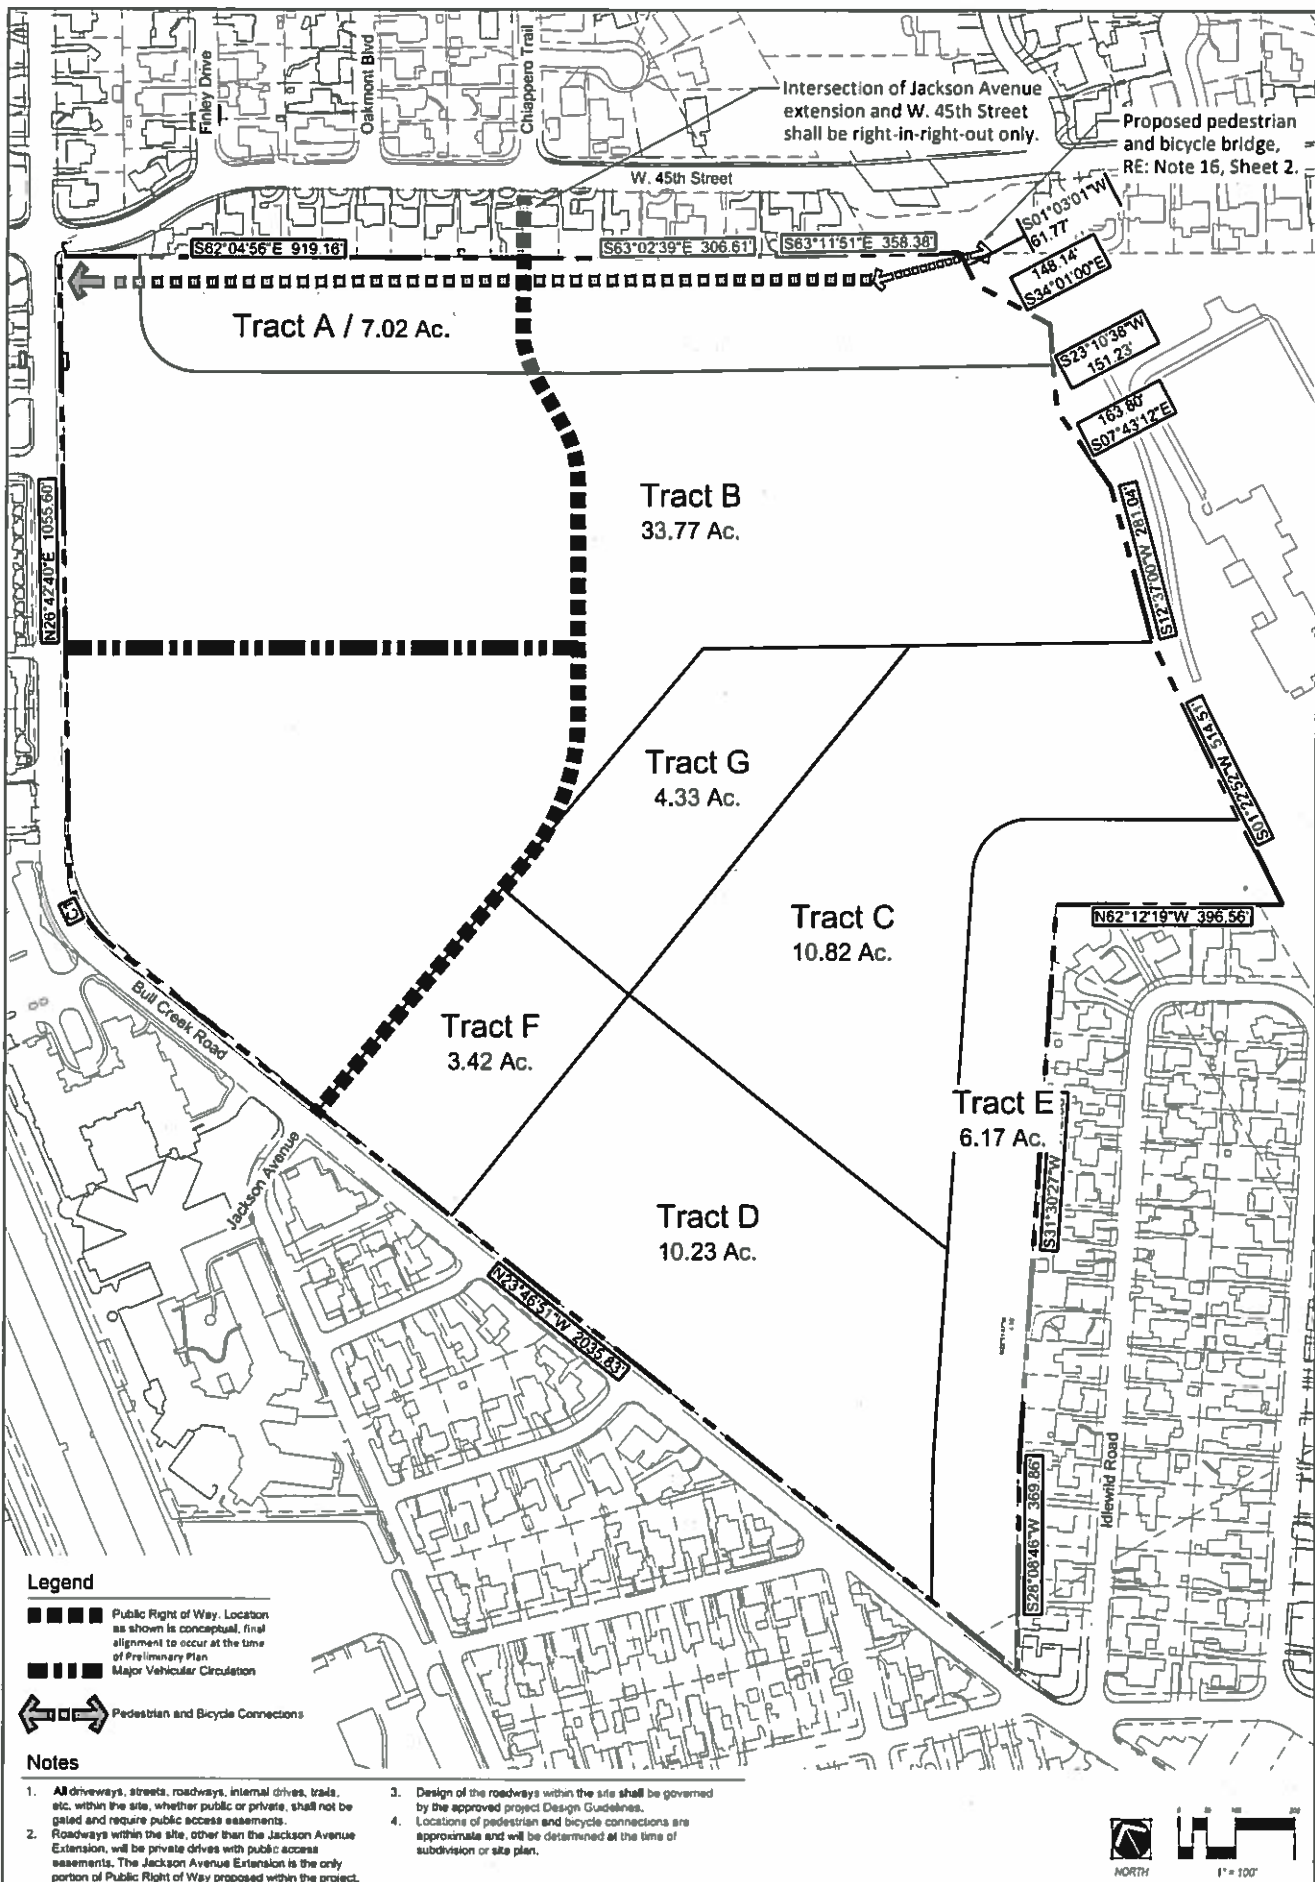 Finley Drive
Oakmont Blvd
Chiappero Trail
Intersection of Jackson Avenue
extension and W. 45th Street
shall be right-in-right-out only.
Proposed pedestrian
and bicycle bridge,
RE: Note 16, Sheet 2.
W. 45th Street
S62°04'56"E 919.16'
S63°02'39"E 306.61'
S63°11'51"E 358.38'
S01°03'01"W
61.77'
148.14'
S34°01'00"E
Tract A / 7.02 Ac.
S23°10'38"W
151.23'
163.80'
S07°43'12"E
N26°42'40"E 1055.60'
Tract B
33.77 Ac.
S12°37'00"W 281.04'
Tract G
4.33 Ac.
S01°22'52"W 514.51'
C1
Tract C
10.82 Ac.
N62°12'19"W 396.56'
Bull Creek Road
Tract F
3.42 Ac.
Tract E
6.17 Ac.
S31°30'27"W
Jackson Avenue
Tract D
10.23 Ac.
N23°46'51"W 2035.83'
Idlewild Road
S28°08'46"W 369.86'
Legend
Public Right of Way. Location
as shown is conceptual, final
alignment to occur at the time
of Preliminary Plan
Major Vehicular Circulation
Pedestrian and Bicycle Connections
Notes
1. All driveways, streets, roadways, internal drives, trails,
etc. within the site, whether public or private, shall not be
gated and require public access easements.
2. Roadways within the site, other than the Jackson Avenue
Extension, will be private drives with public access
easements. The Jackson Avenue Extension is the only
portion of Public Right of Way proposed within the project.
3. Design of the roadways within the site shall be governed
by the approved project Design Guidelines.
4. Locations of pedestrian and bicycle connections are
approximate and will be determined at the time of
subdivision or site plan.
NORTH
0 50 100 200
1" = 100'